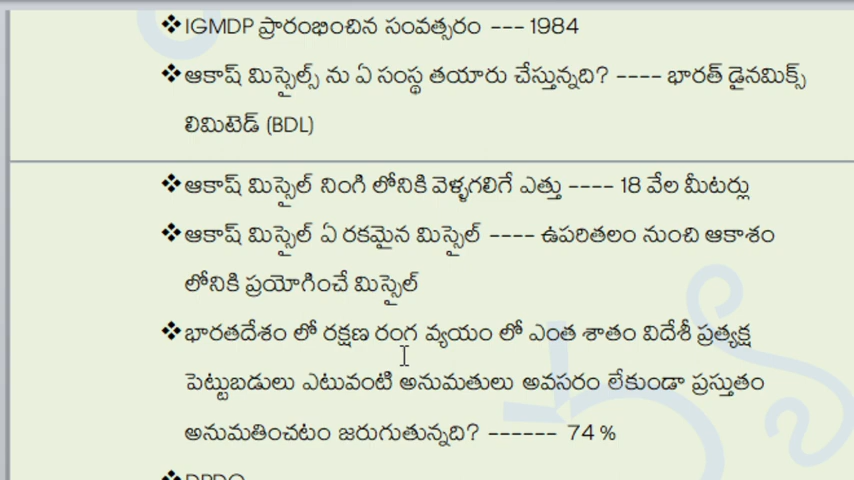 ❖IGMDP ప్రారంభించిన సంవత్సరం --- 1984
❖ఆకాష్ మిస్సైల్స్ ను ఏ సంస్థ తయారు చేస్తున్నది? ---- భారత్ డైనమిక్స్
లిమిటెడ్ (BDL)
❖ఆకాష్ మిస్సైల్ నింగి లోనికి వెళ్ళగలిగే ఎత్తు ---- 18 వేల మీటర్లు
❖ఆకాష్ మిస్సైల్ ఏ రకమైన మిస్సైల్ ---- ఉపరితలం నుంచి ఆకాశం
లోనికి ప్రయోగించే మిస్సైల్
❖భారతదేశం లో రక్షణ రంగ వ్యయం లో ఎంత శాతం విదేశీ ప్రత్యక్ష
పెట్టుబడులు ఎటువంటి అనుమతులు అవసరం లేకుండా ప్రస్తుతం
అనుమతించటం జరుగుతున్నది? ------ 74 %
❖DRDO